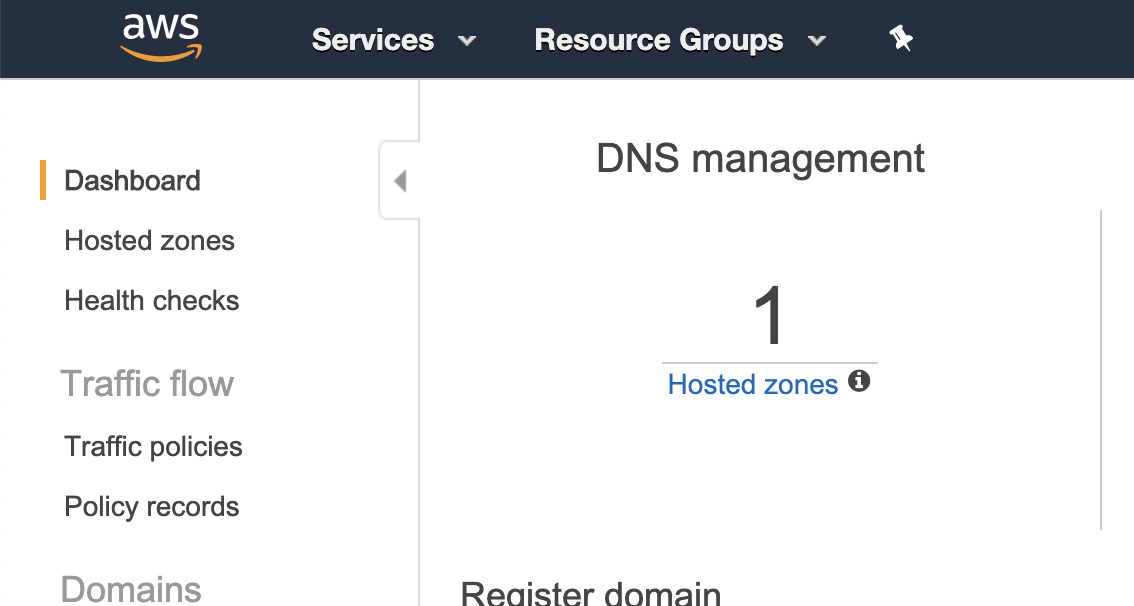 aws Services Resource Groups
Dashboard
Hosted zones
Health checks
Traffic flow
Traffic policies
Policy records
Domains
DNS management
1
Hosted zones
Register domain